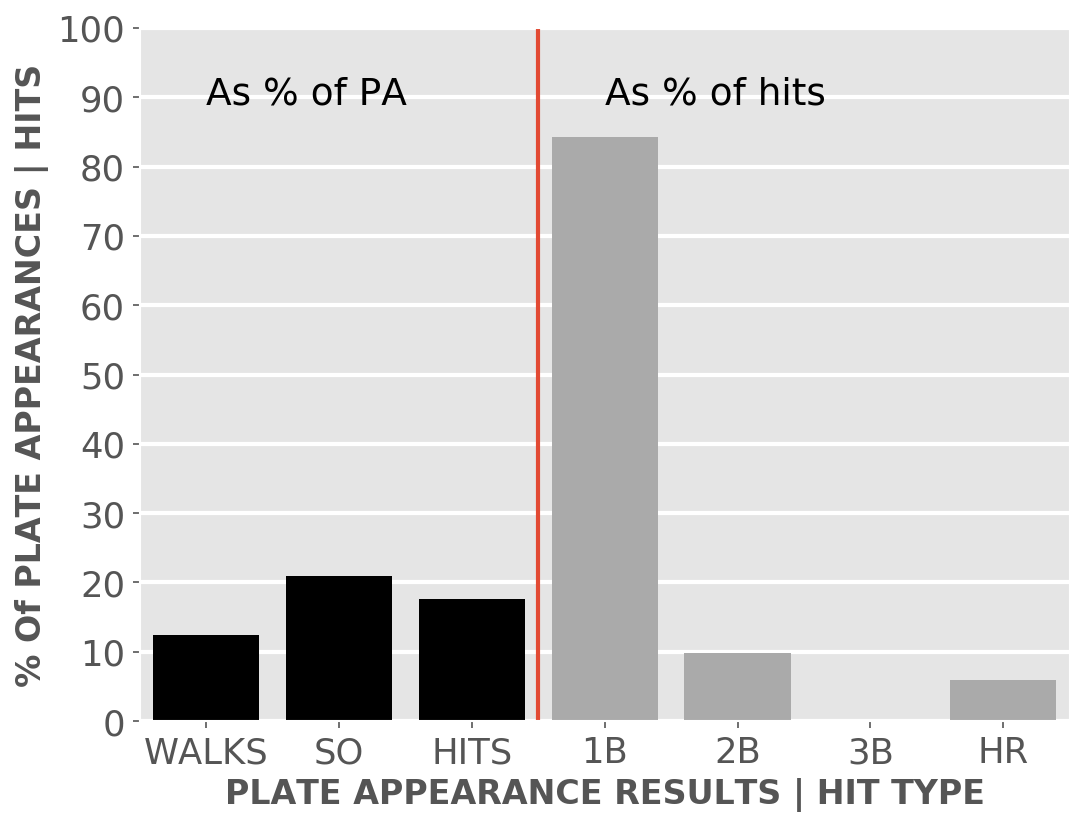 100
90
80
70
60
50
40
30
20
10
0
% Of PLATE APPEARANCES | HITS
As % of PA
As % of hits
WALKS SO HITS 1B 2B 3B HR
PLATE APPEARANCE RESULTS | HIT TYPE